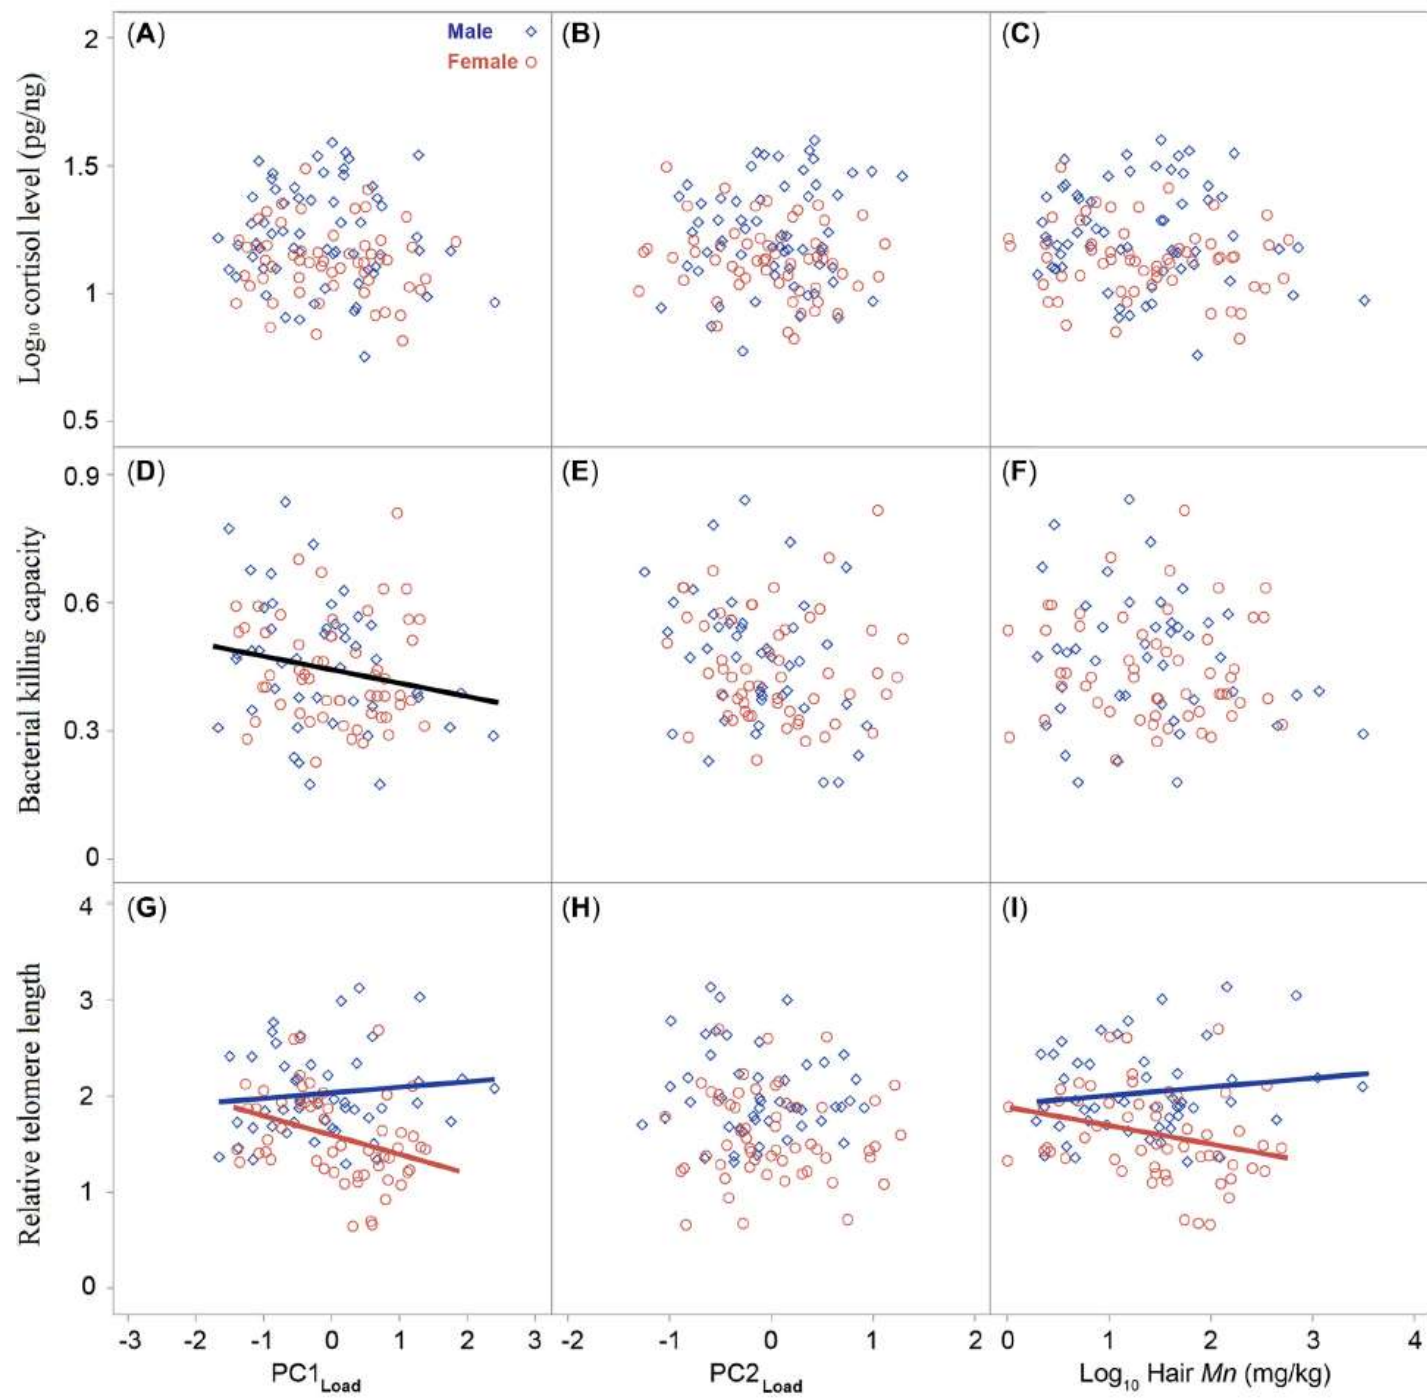 (A)
Male
Female
(B)
(C)
2
1.5
1
0.5
Log₁₀ cortisol level (pg/ng)
(D)
(E)
(F)
0.9
0.6
0.3
0
Bacterial killing capacity
(G)
(H)
(I)
4
3
2
1
0
Relative telomere length
-3 -2 -1 0 1 2 3
-2 -1 0 1 2
0 1 2 3 4
PC1Load
PC2Load
Log₁₀ Hair Mn (mg/kg)